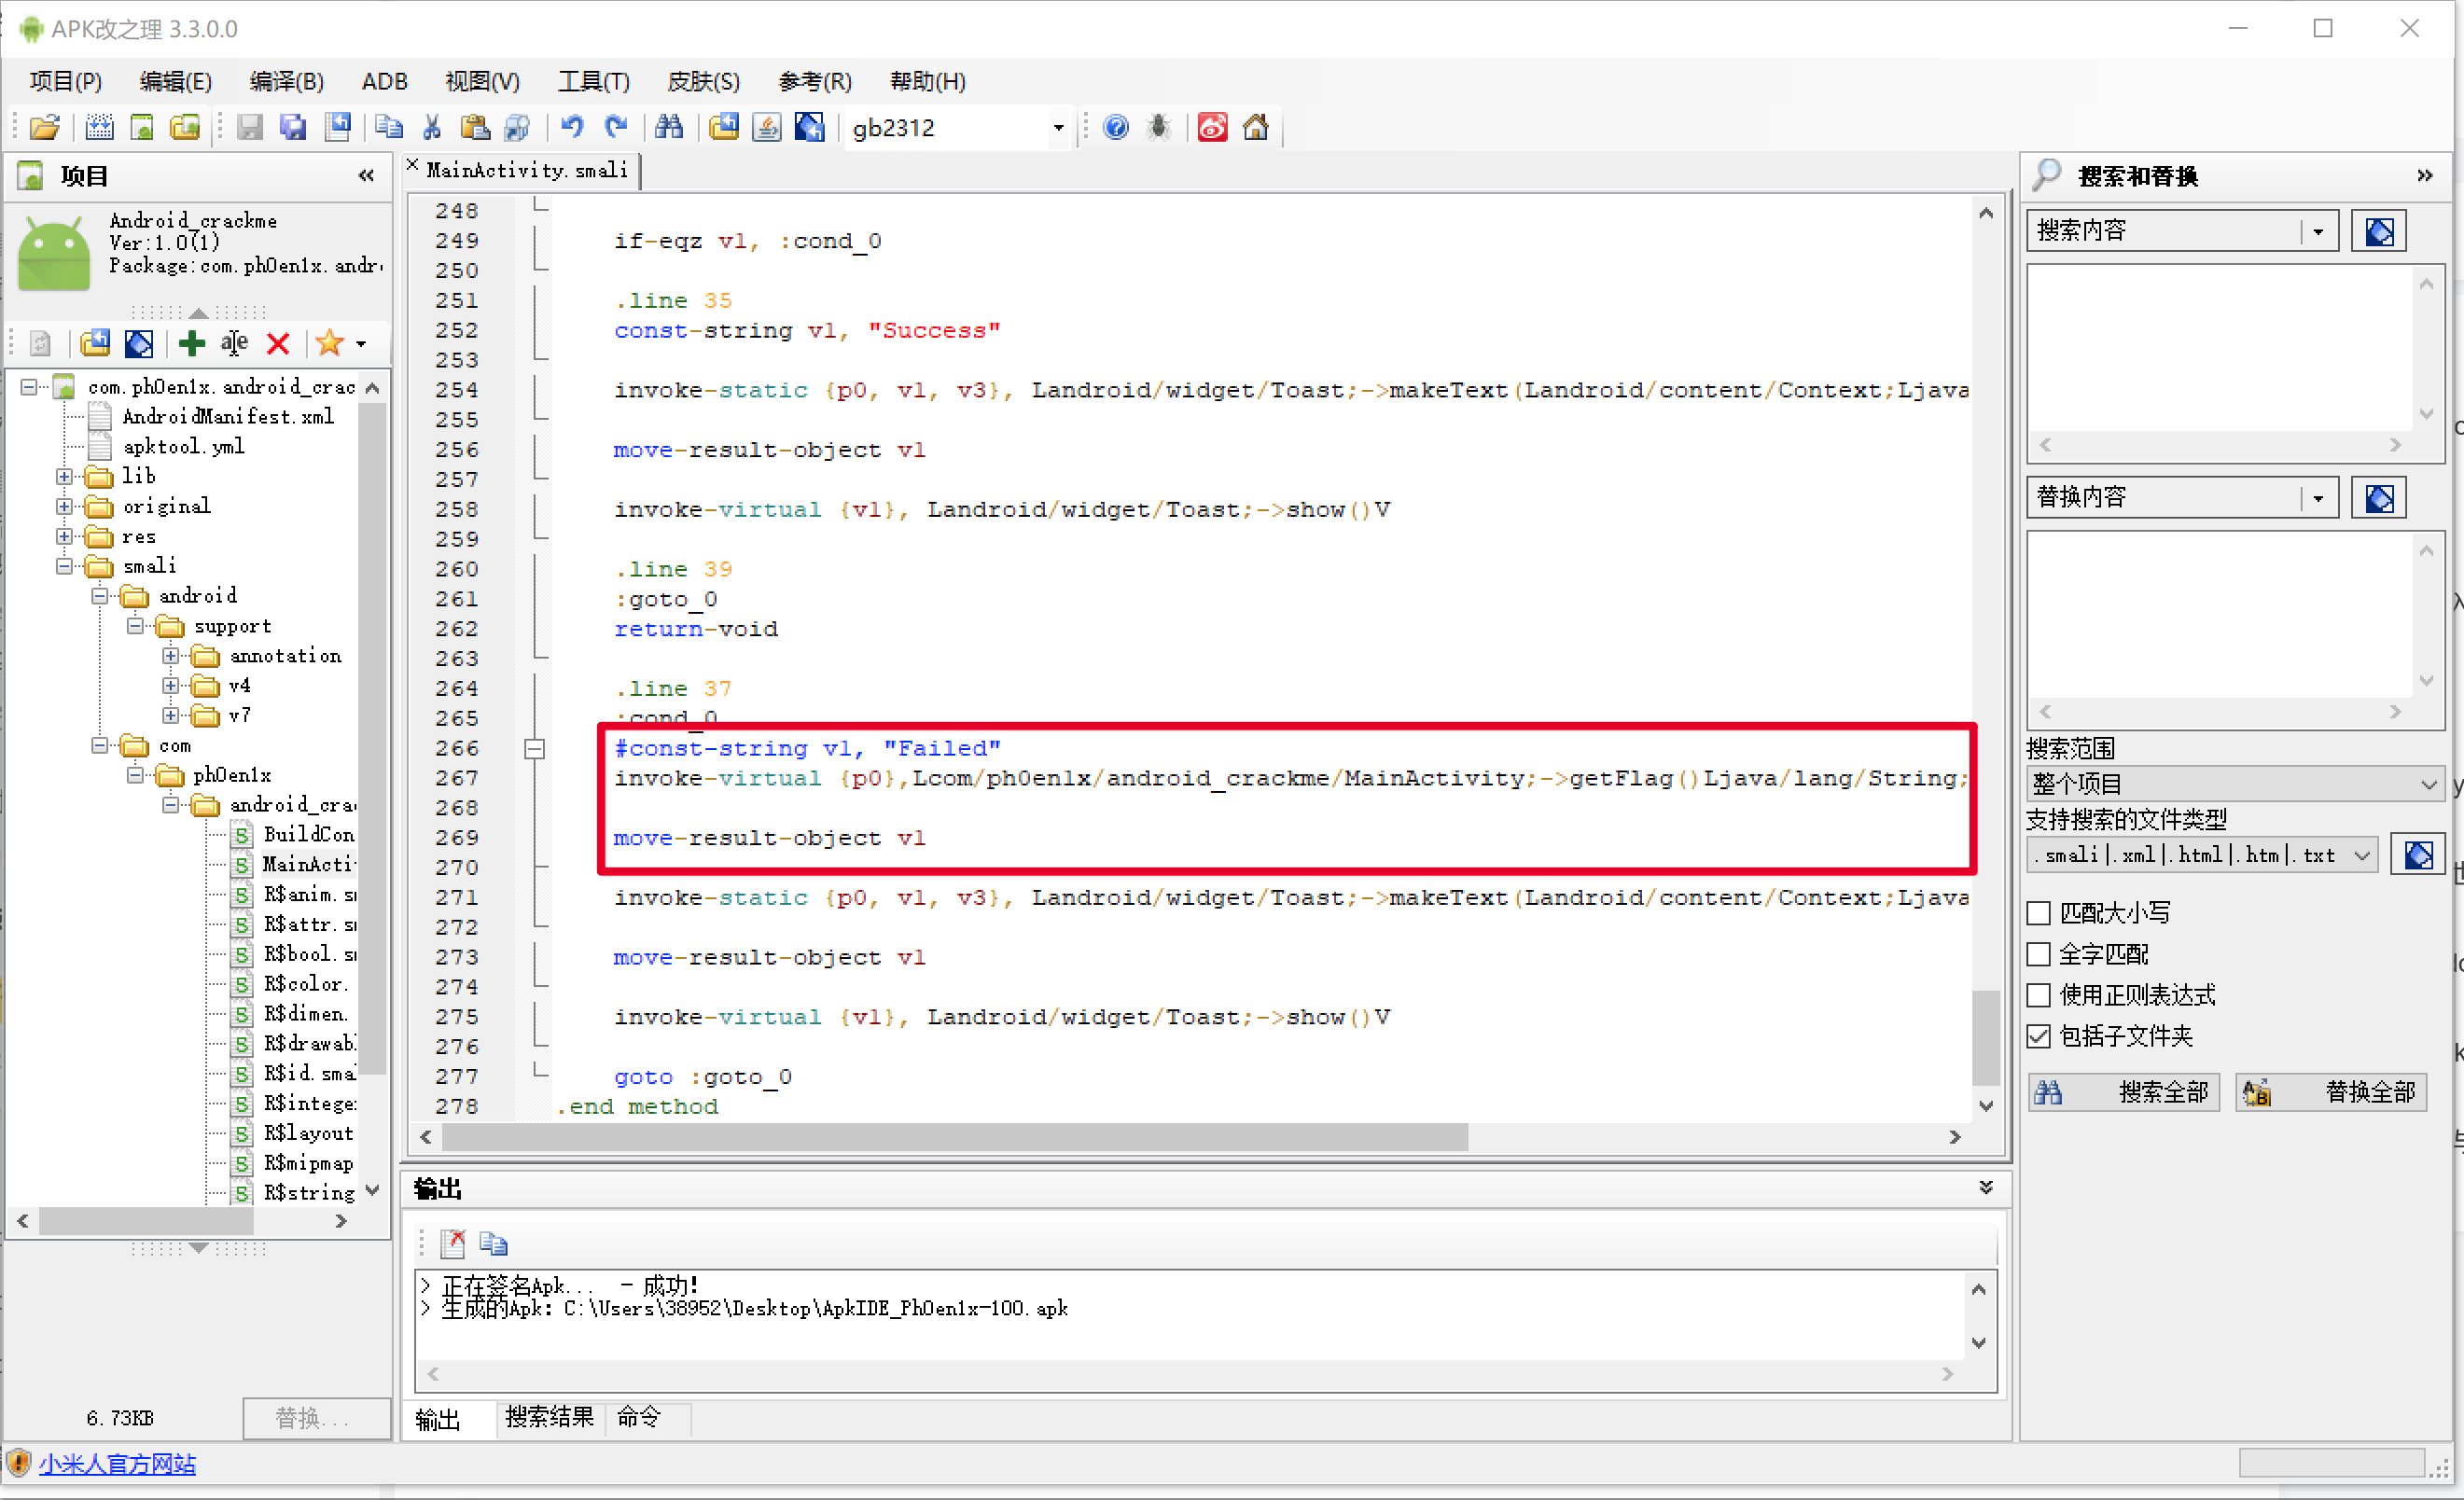 APK改之理 3.3.0.0
项目(P) 编辑(E) 编译(B) ADB 视图(V) 工具(T) 皮肤(S) 参考(R) 帮助(H)
gb2312
项目
Android_crackme
Ver:1.0(1)
Package:com.ph0en1x.andr
com.ph0en1x.android_crac
AndroidManifest.xml
apktool.yml
lib
original
res
smali
android
support
annotation
v4
v7
com
ph0en1x
android_cra
BuildCon
MainActi
R$anim.s
R$attr.s
R$bool.s
R$color.
R$dimen.
R$drawab
R$id.sma
R$intege
R$layout
R$mipmap
R$string
6.73KB
替换...
小米人官方网站
MainActivity.smali
248
249 if-eqz v1, :cond_0
250
251 .line 35
252 const-string v1, "Success"
253
254 invoke-static {p0, v1, v3}, Landroid/widget/Toast;->makeText(Landroid/content/Context;Ljava
255
256 move-result-object v1
257
258 invoke-virtual {v1}, Landroid/widget/Toast;->show()V
259
260 .line 39
261 :goto_0
262 return-void
263
264 .line 37
265 :cond_0
266 #const-string v1, "Failed"
267 invoke-virtual {p0},Lcom/ph0en1x/android_crackme/MainActivity;->getFlag()Ljava/lang/String;
268
269 move-result-object v1
270
271 invoke-static {p0, v1, v3}, Landroid/widget/Toast;->makeText(Landroid/content/Context;Ljava
272
273 move-result-object v1
274
275 invoke-virtual {v1}, Landroid/widget/Toast;->show()V
276
277 goto :goto_0
278 .end method
输出
> 正在签名Apk... - 成功!
> 生成的Apk: C:\Users\38952\Desktop\ApkIDE_Ph0en1x-100.apk
输出 搜索结果 命令
搜索和替换
搜索内容
替换内容
搜索范围
整个项目
支持搜索的文件类型
.smali|.xml|.html|.htm|.txt
匹配大小写
全字匹配
使用正则表达式
包括子文件夹
搜索全部 替换全部